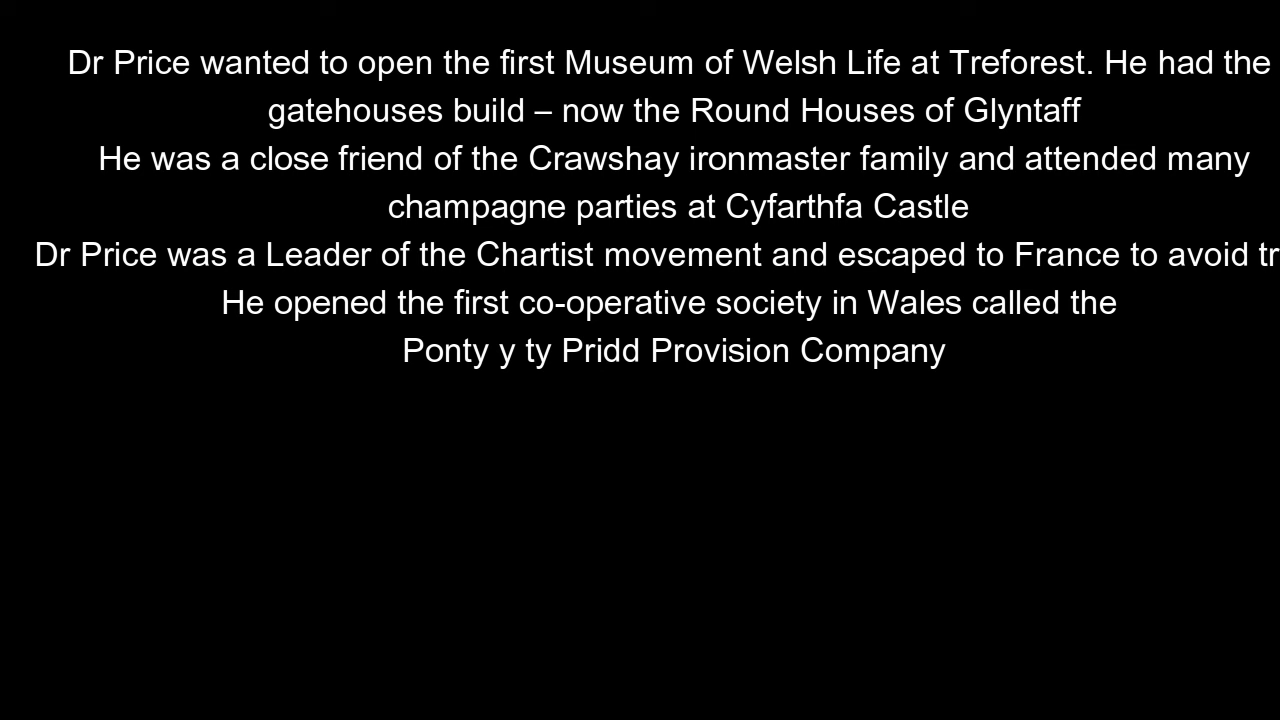 Dr Price wanted to open the first Museum of Welsh Life at Treforest. He had the
gatehouses build – now the Round Houses of Glyntaff
He was a close friend of the Crawshay ironmaster family and attended many
champagne parties at Cyfarthfa Castle
Dr Price was a Leader of the Chartist movement and escaped to France to avoid
He opened the first co-operative society in Wales called the
Ponty y ty Pridd Provision Company